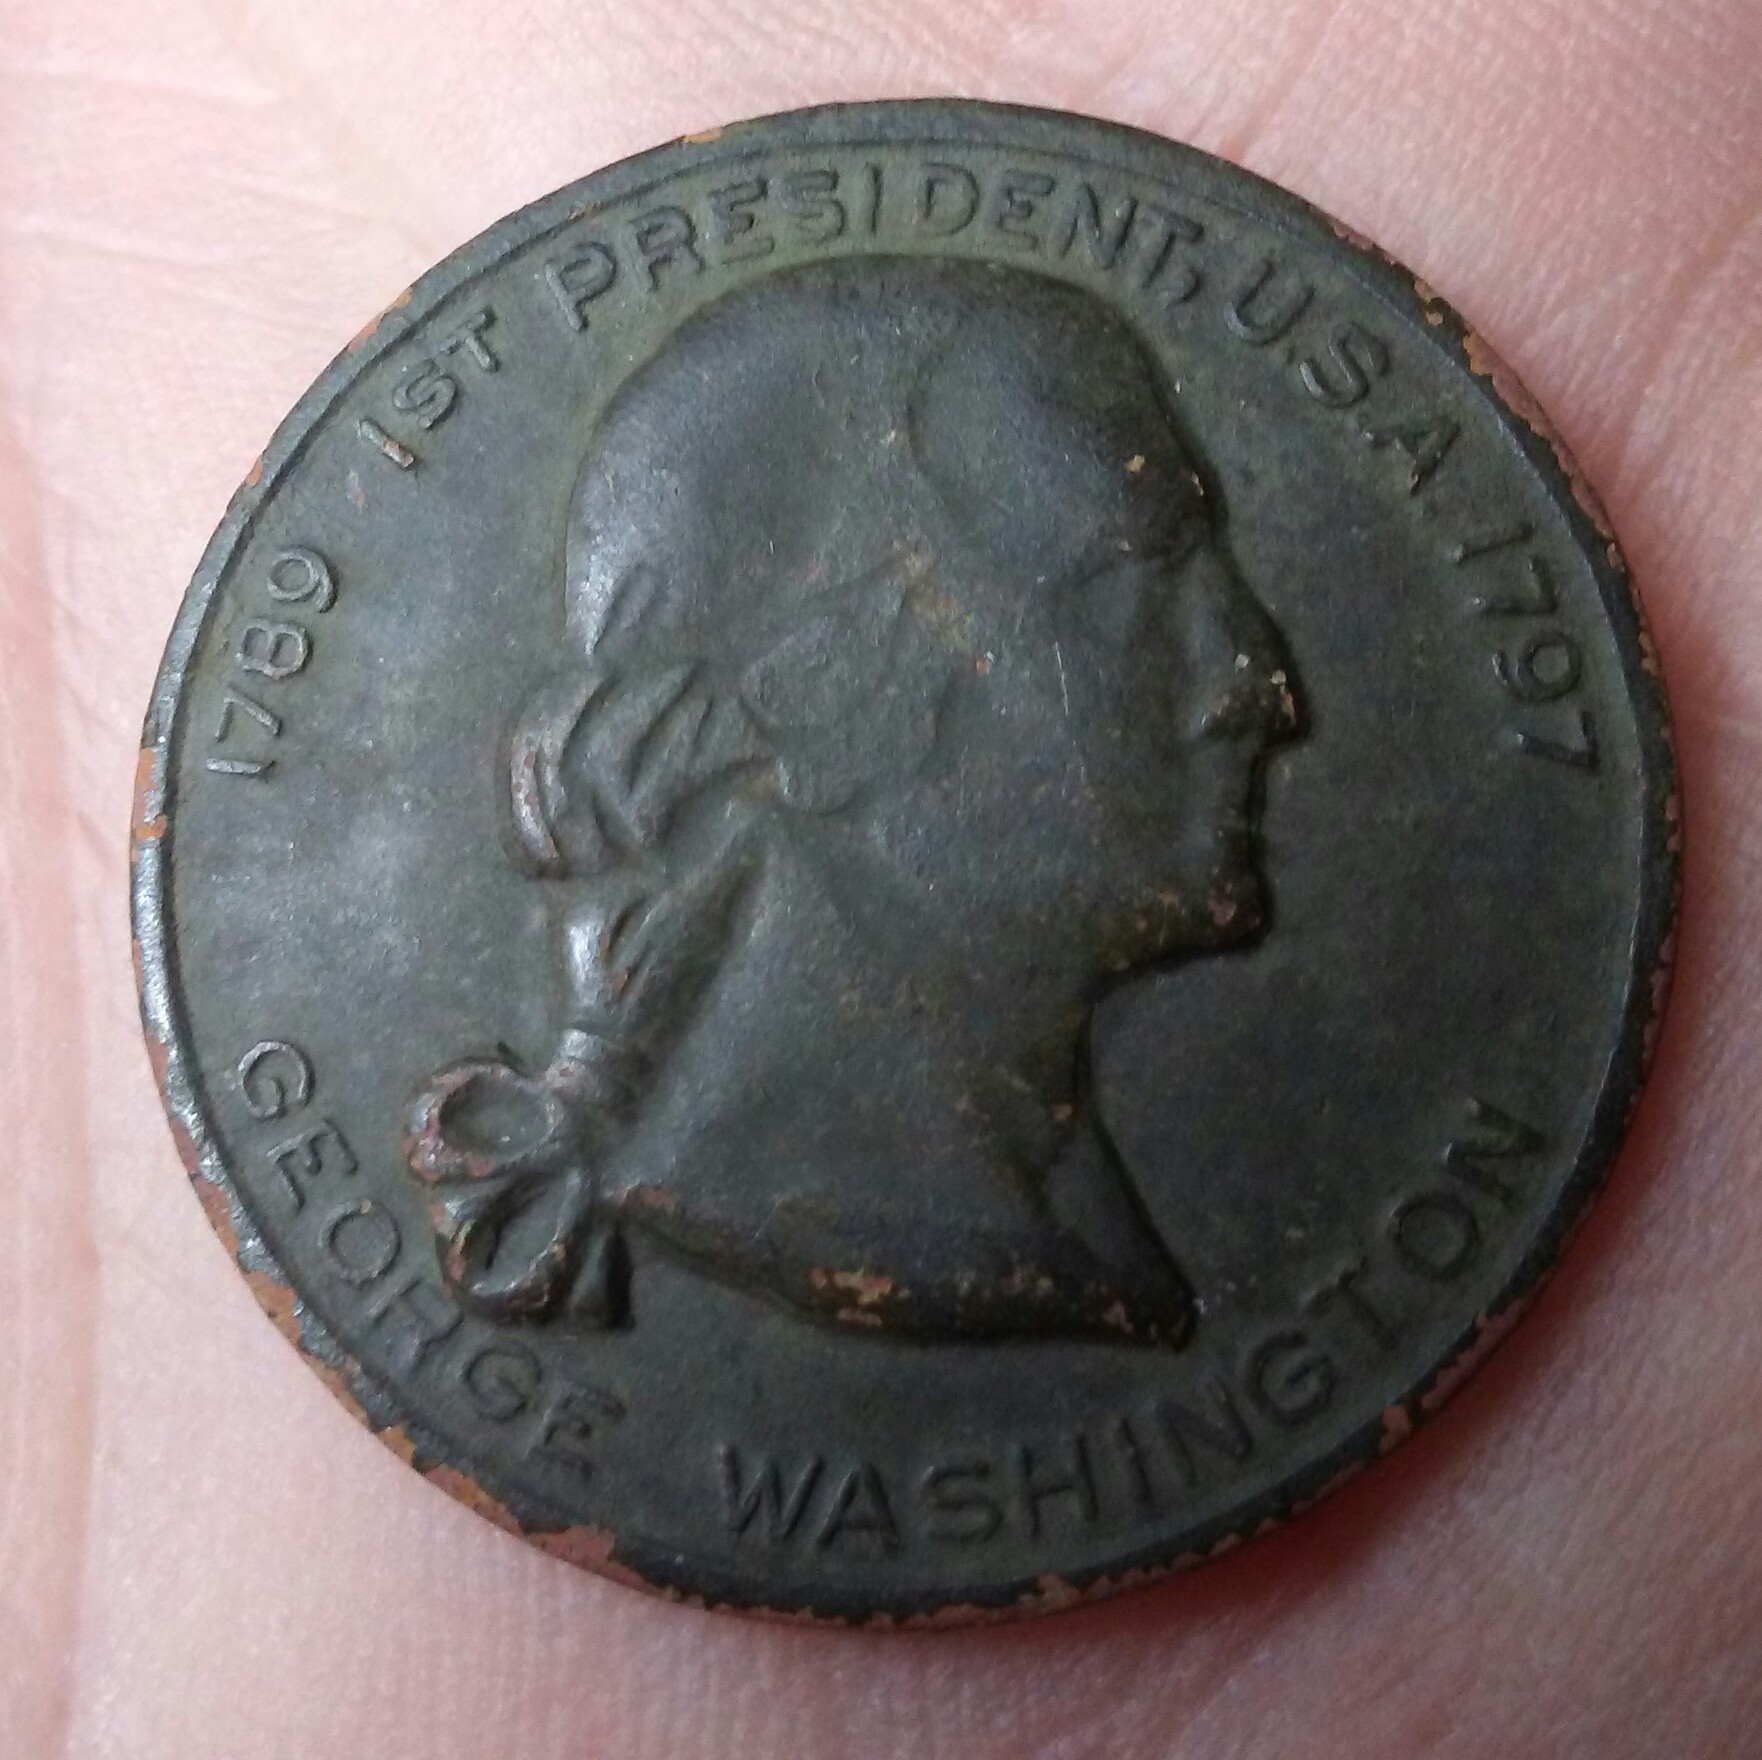 1789 1ST PRESIDENT, U.S.A. 1797
GEORGE WASHINGTON